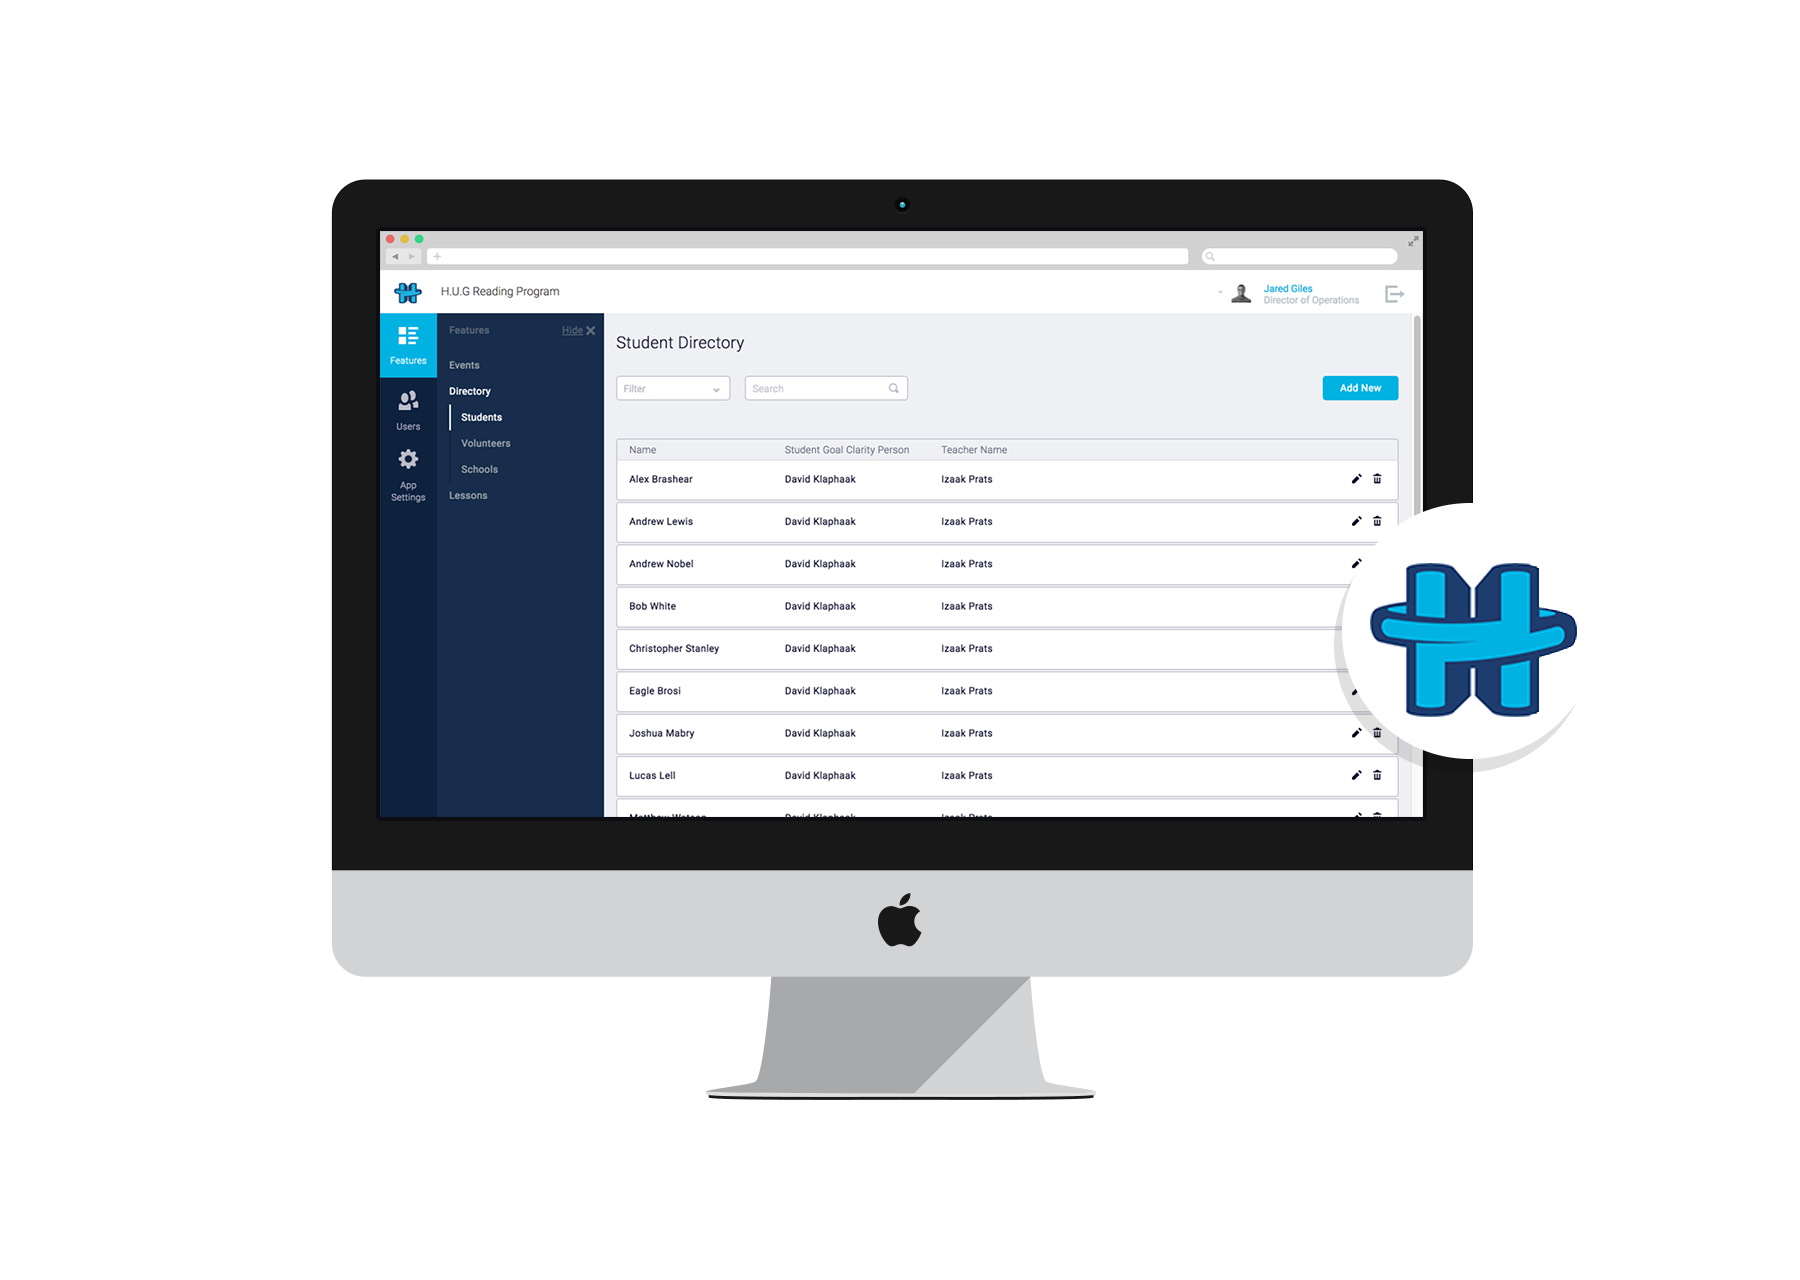 H.U.G Reading Program
Jared Giles
Director of Operations
Features
Users
App
Settings
Features
Hide
Events
Directory
Students
Volunteers
Schools
Lessons
Student Directory
Filter
Search
Add New
Name Student Goal Clarity Person Teacher Name
Alex Brashear David Klaphaak Izaak Prats
Andrew Lewis David Klaphaak Izaak Prats
Andrew Nobel David Klaphaak Izaak Prats
Bob White David Klaphaak Izaak Prats
Christopher Stanley David Klaphaak Izaak Prats
Eagle Brosi David Klaphaak Izaak Prats
Joshua Mabry David Klaphaak Izaak Prats
Lucas Lell David Klaphaak Izaak Prats
David Klaphaak Izaak Prats